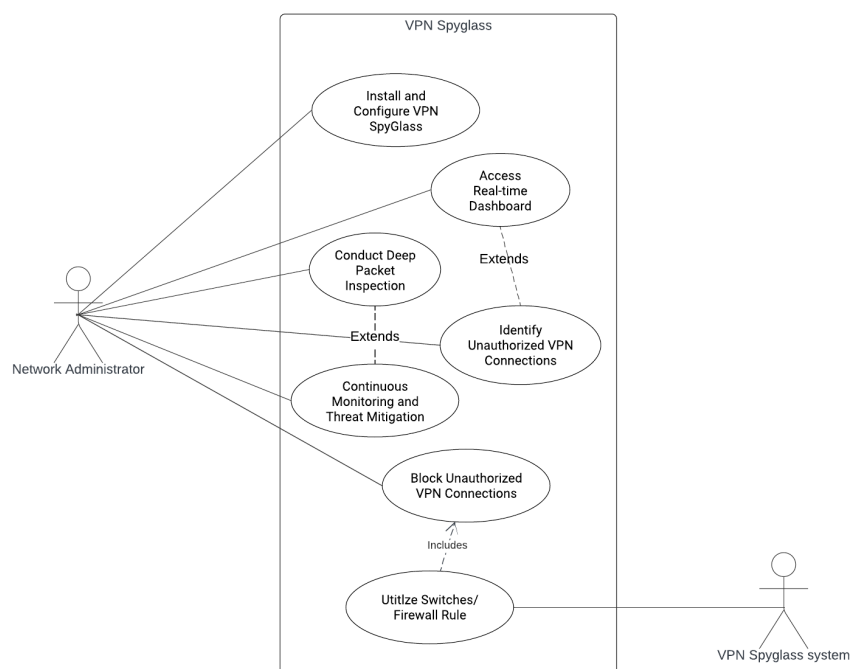 VPN Spyglass
Install and
Configure VPN
SpyGlass
Access
Real-time
Dashboard
Extends
Conduct Deep
Packet
Inspection
Extends
Identify
Unauthorized VPN
Connections
Network Administrator
Continuous
Monitoring and
Threat Mitigation
Block Unauthorized
VPN Connections
Includes
Utitlze Switches/
Firewall Rule
VPN Spyglass system